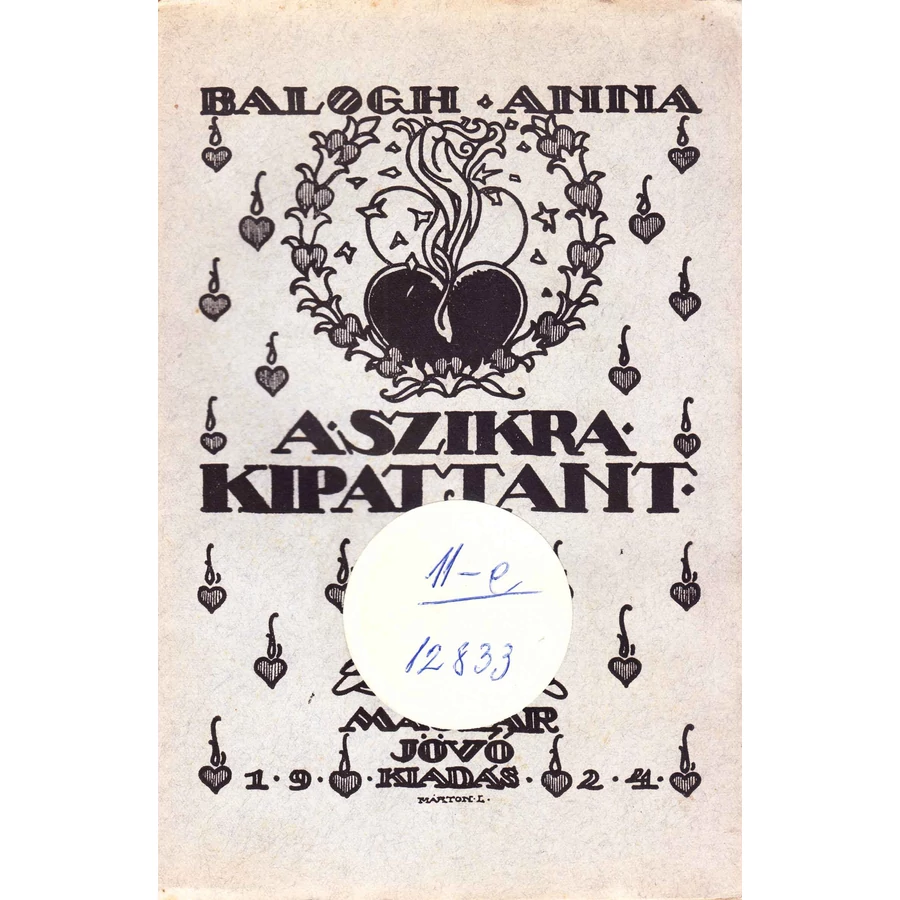 BALOGH · ANNA
A·SZIKRA·
KIPATTANT·
11-e
12833
JÖVŐ
1·9· KIADÁS· 2·4·
MÁRTON·L·